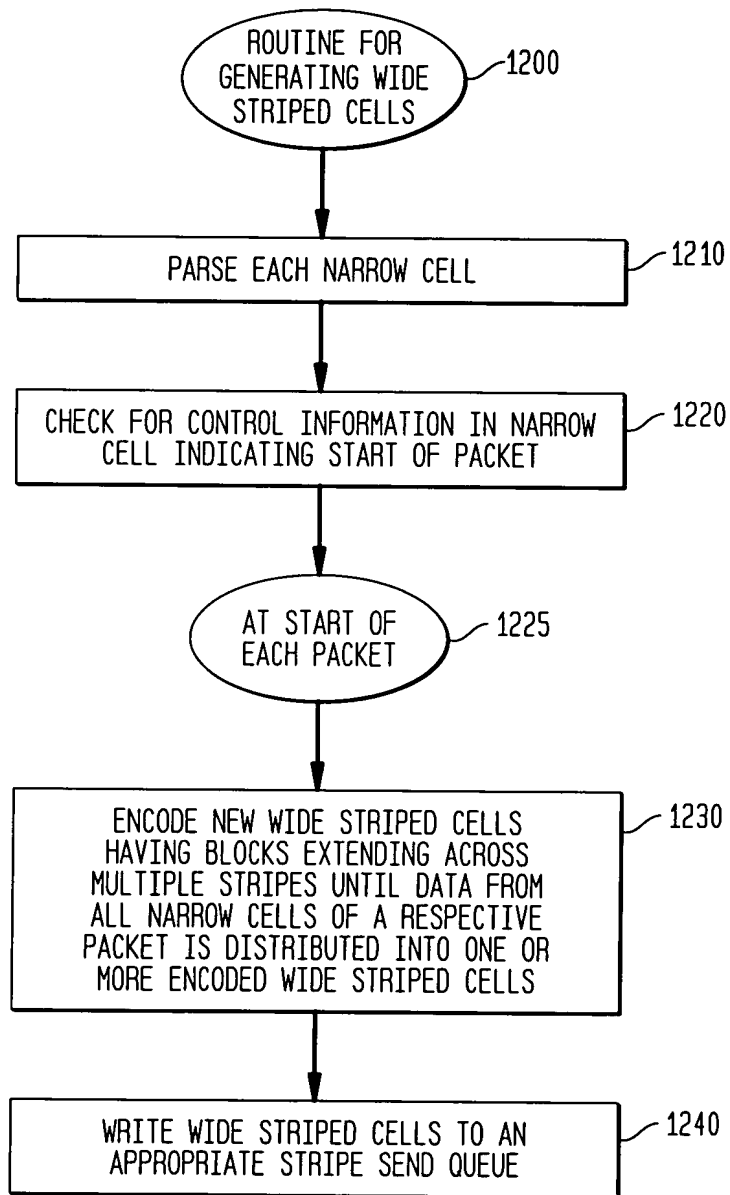 ROUTINE FOR
GENERATING WIDE
STRIPED CELLS
1200
PARSE EACH NARROW CELL
1210
CHECK FOR CONTROL INFORMATION IN NARROW
CELL INDICATING START OF PACKET
1220
AT START OF
EACH PACKET
1225
ENCODE NEW WIDE STRIPED CELLS
HAVING BLOCKS EXTENDING ACROSS
MULTIPLE STRIPES UNTIL DATA FROM
ALL NARROW CELLS OF A RESPECTIVE
PACKET IS DISTRIBUTED INTO ONE OR
MORE ENCODED WIDE STRIPED CELLS
1230
WRITE WIDE STRIPED CELLS TO AN
APPROPRIATE STRIPE SEND QUEUE
1240